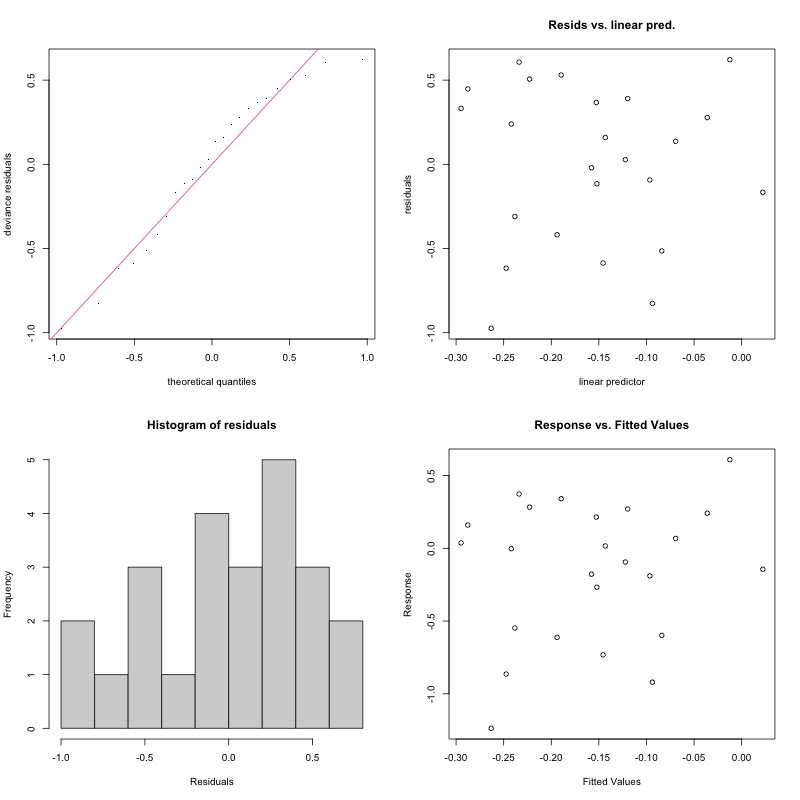 deviance residuals
0.5
0.0
-0.5
-1.0
-1.0 -0.5 0.0 0.5 1.0
theoretical quantiles
Resids vs. linear pred.
residuals
0.5
0.0
-0.5
-1.0
-0.30 -0.25 -0.20 -0.15 -0.10 -0.05 0.00
linear predictor
Histogram of residuals
Frequency
5
4
3
2
1
0
-1.0 -0.5 0.0 0.5
Residuals
Response vs. Fitted Values
Response
0.5
0.0
-0.5
-1.0
-0.30 -0.25 -0.20 -0.15 -0.10 -0.05 0.00
Fitted Values